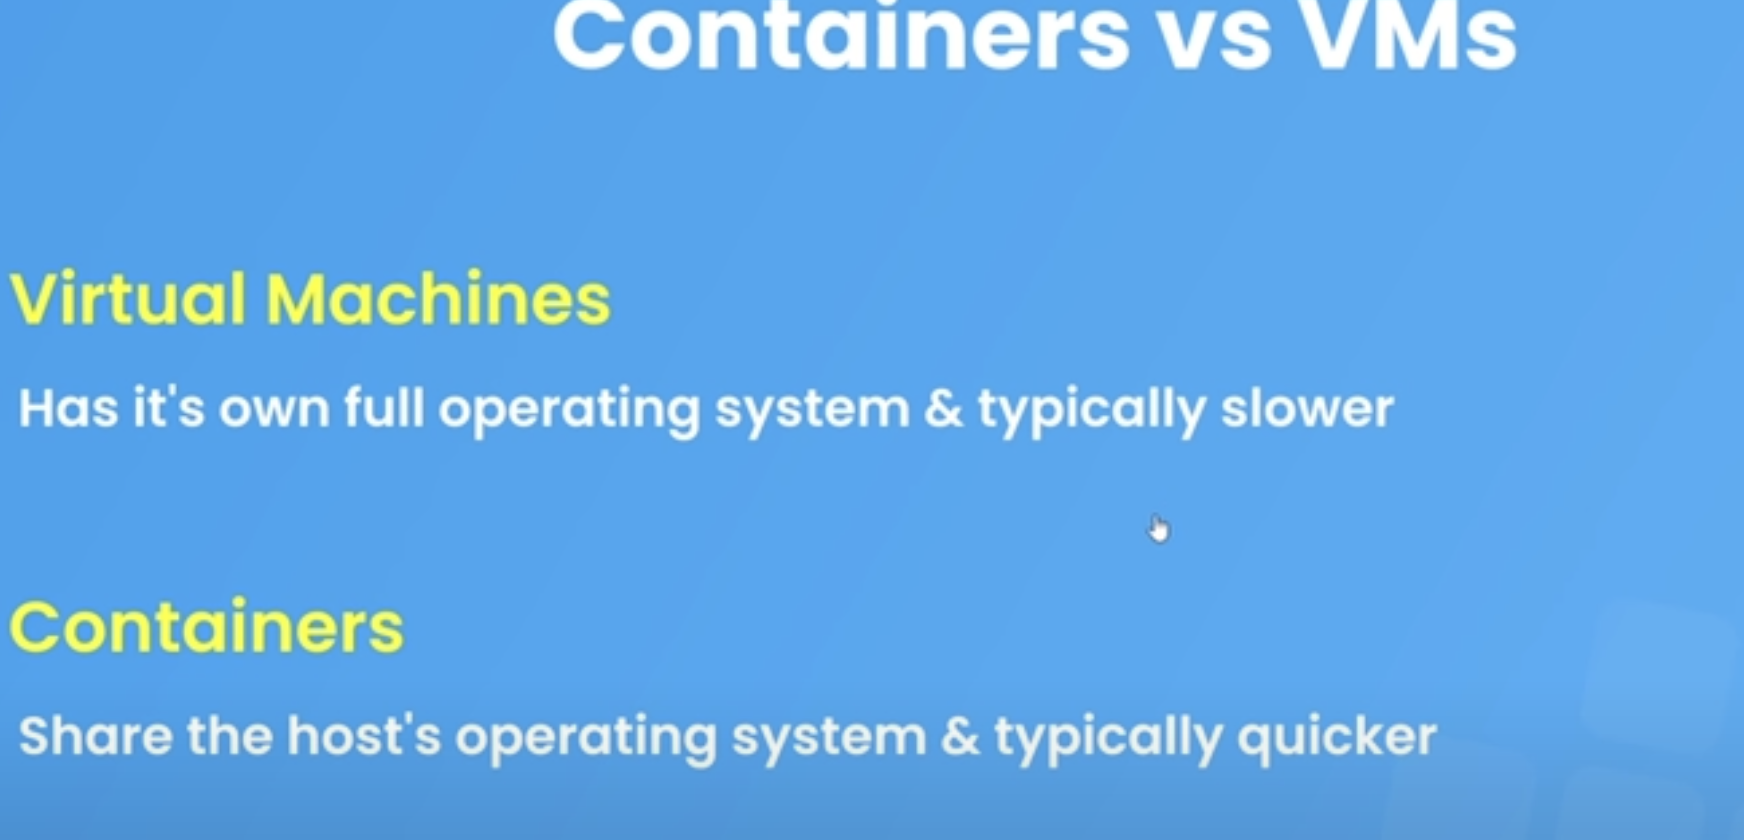 Containers vs VMs
Virtual Machines
Has it's own full operating system & typically slower
Containers
Share the host's operating system & typically quicker